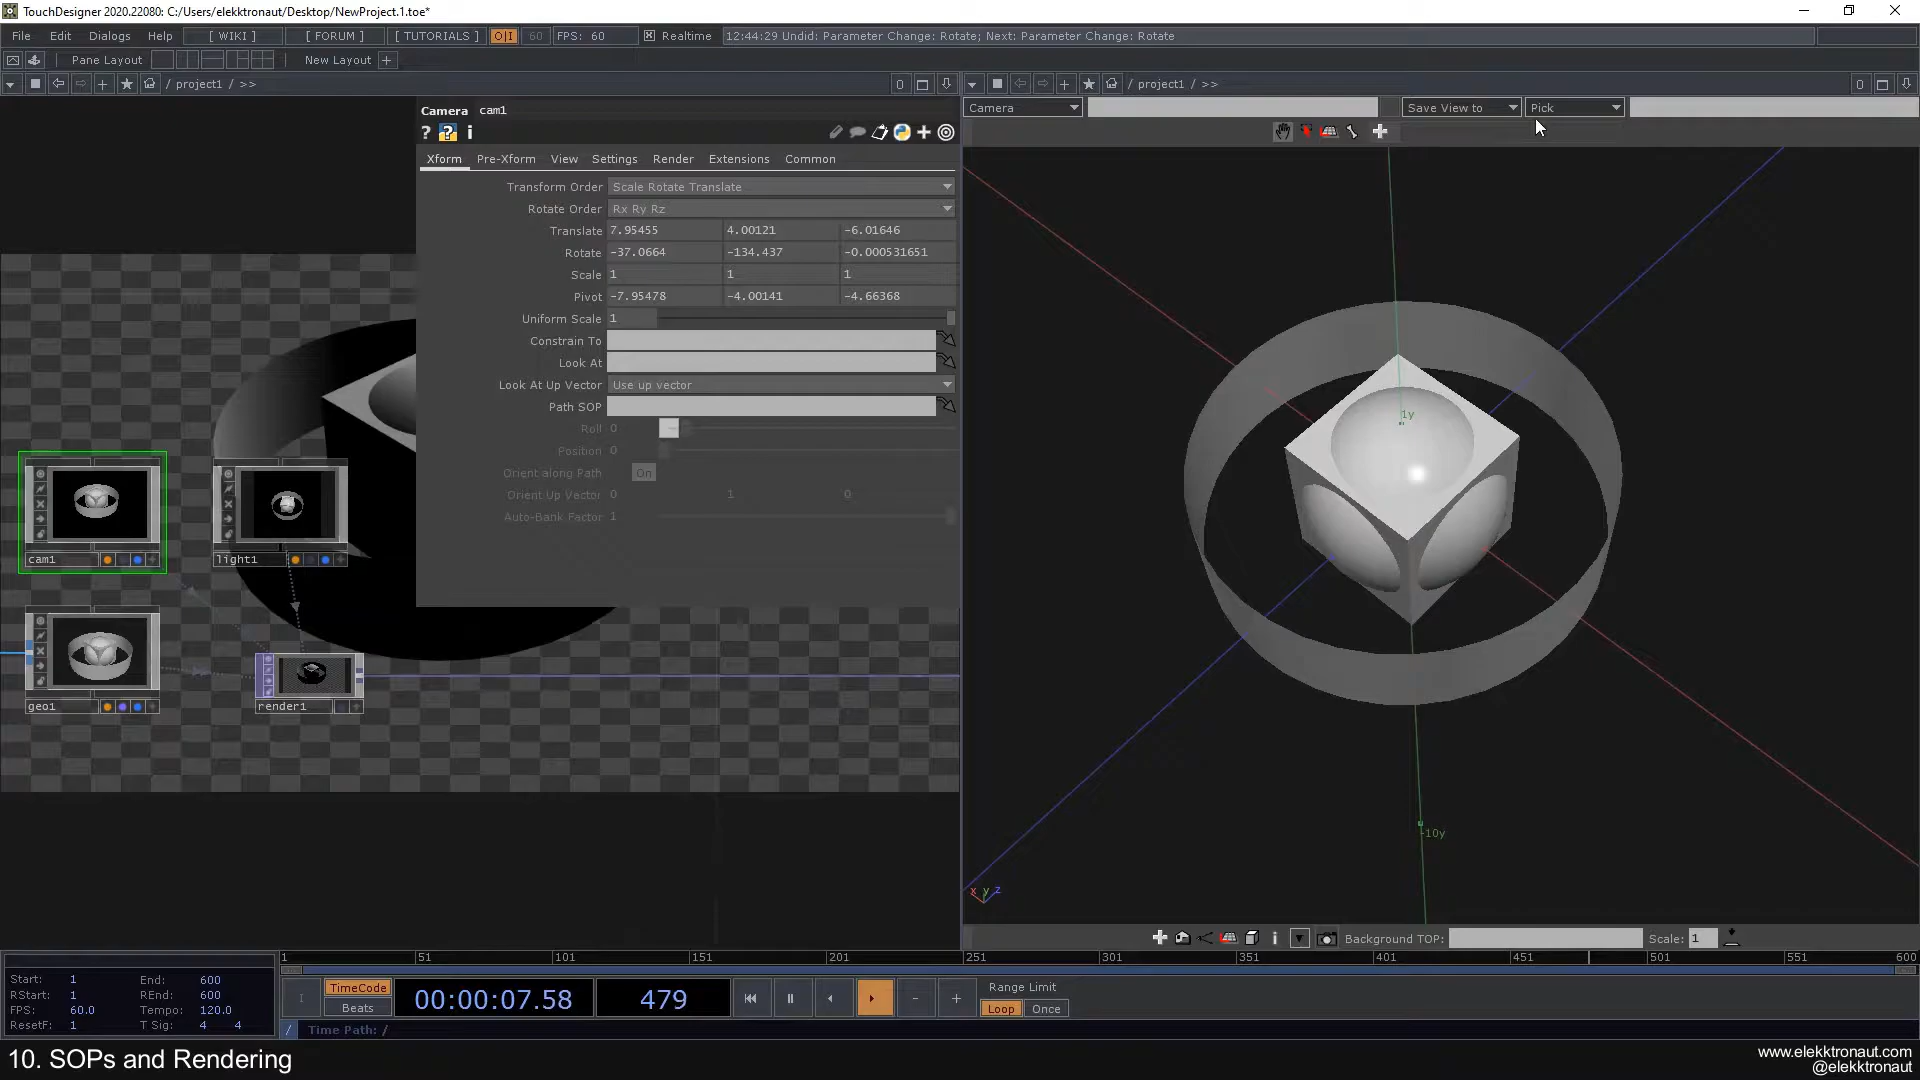 TouchDesigner 2020.22080: C:/Users/elekktronaut/Desktop/NewProject.1.toe*
File Edit Dialogs Help [ WIKI ] [ FORUM ] [ TUTORIALS ] O|I 60 FPS: 60 Realtime 12:44:29 Undid: Parameter Change: Rotate; Next: Parameter Change: Rotate
Pane Layout New Layout +
/ project1 / >> 0
/ project1 / >> 0
Camera cam1
? ? i
Xform Pre-Xform View Settings Render Extensions Common
Transform Order Scale Rotate Translate
Rotate Order Rx Ry Rz
Translate 7.95455 4.00121 -6.01646
Rotate -37.0664 -134.437 -0.000531651
Scale 1 1 1
Pivot -7.95478 -4.00141 -4.66368
Uniform Scale 1
Constrain To
Look At
Look At Up Vector Use up vector
Path SOP
Roll 0
Position 0
Orient along Path On
Orient Up Vector 0 1 0
Auto-Bank Factor 1
cam1
light1
geo1
render1
Camera Save View to Pick
1y
-10y
x y z
i Background TOP: Scale: 1
1 51 101 151 201 251 301 351 401 451 501 551 600
Start: 1 End: 600
RStart: 1 REnd: 600
FPS: 60.0 Tempo: 120.0
ResetF: 1 T Sig: 4 4
TimeCode
Beats
00:00:07.58 479
- +
Range Limit
Loop Once
/ Time Path: /
10. SOPs and Rendering
www.elekktronaut.com
@elekktronaut